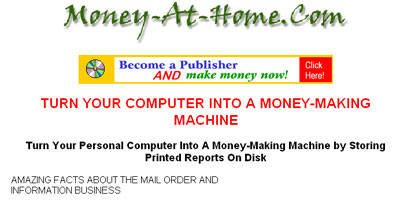 Money-At-Home.Com
Become a Publisher
AND make money now!
Click
Here!
TURN YOUR COMPUTER INTO A MONEY-MAKING
MACHINE
Turn Your Personal Computer Into A Money-Making Machine by Storing
Printed Reports On Disk
AMAZING FACTS ABOUT THE MAIL ORDER AND
INFORMATION BUSINESS